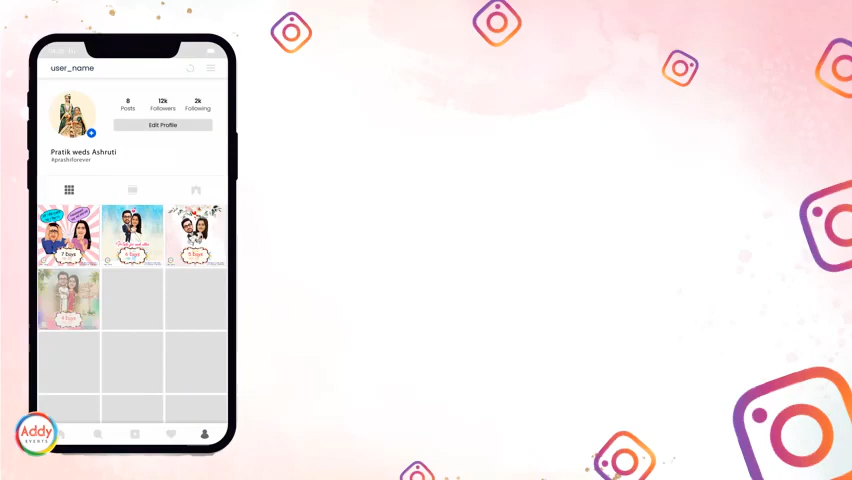 user_name
8 12k 2k
Posts Followers Following
Edit Profile
Pratik weds Ashruti
#prashiforever
7 Days
6 Days
5 Days
4 Days
Addy
EVENTS